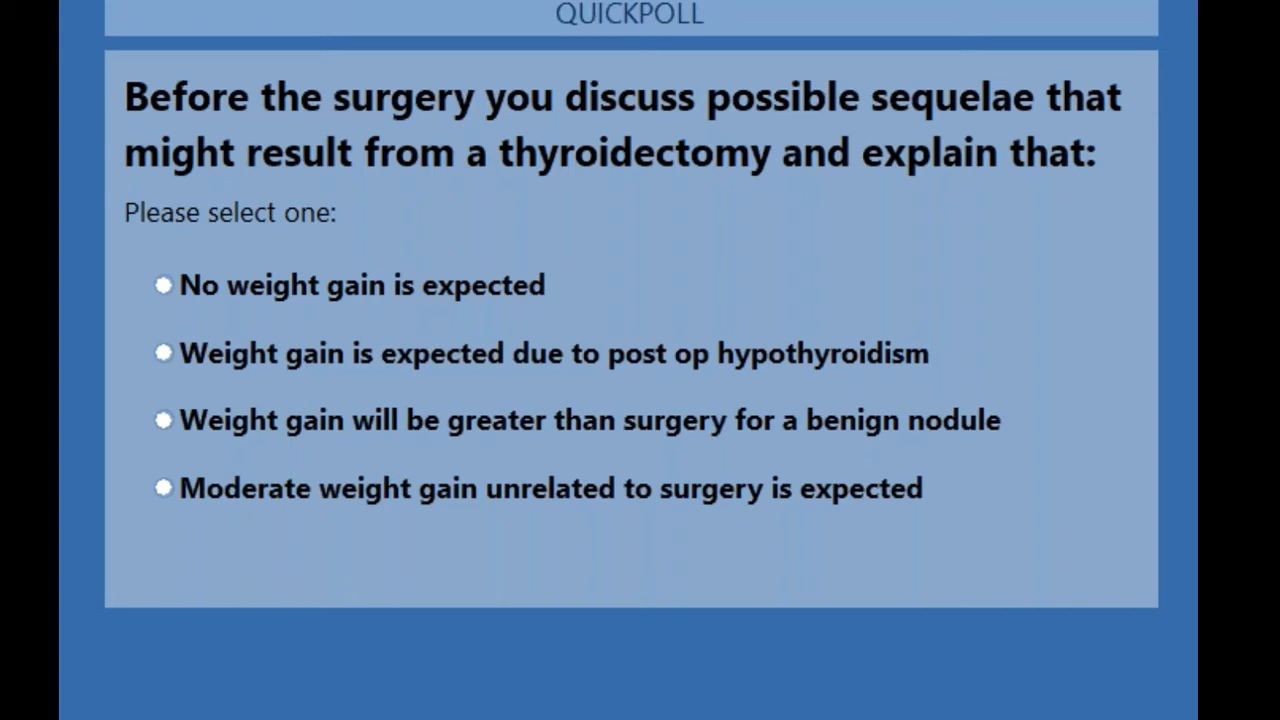 QUICKPOLL
Before the surgery you discuss possible sequelae that
might result from a thyroidectomy and explain that:
Please select one:
No weight gain is expected
Weight gain is expected due to post op hypothyroidism
Weight gain will be greater than surgery for a benign nodule
Moderate weight gain unrelated to surgery is expected